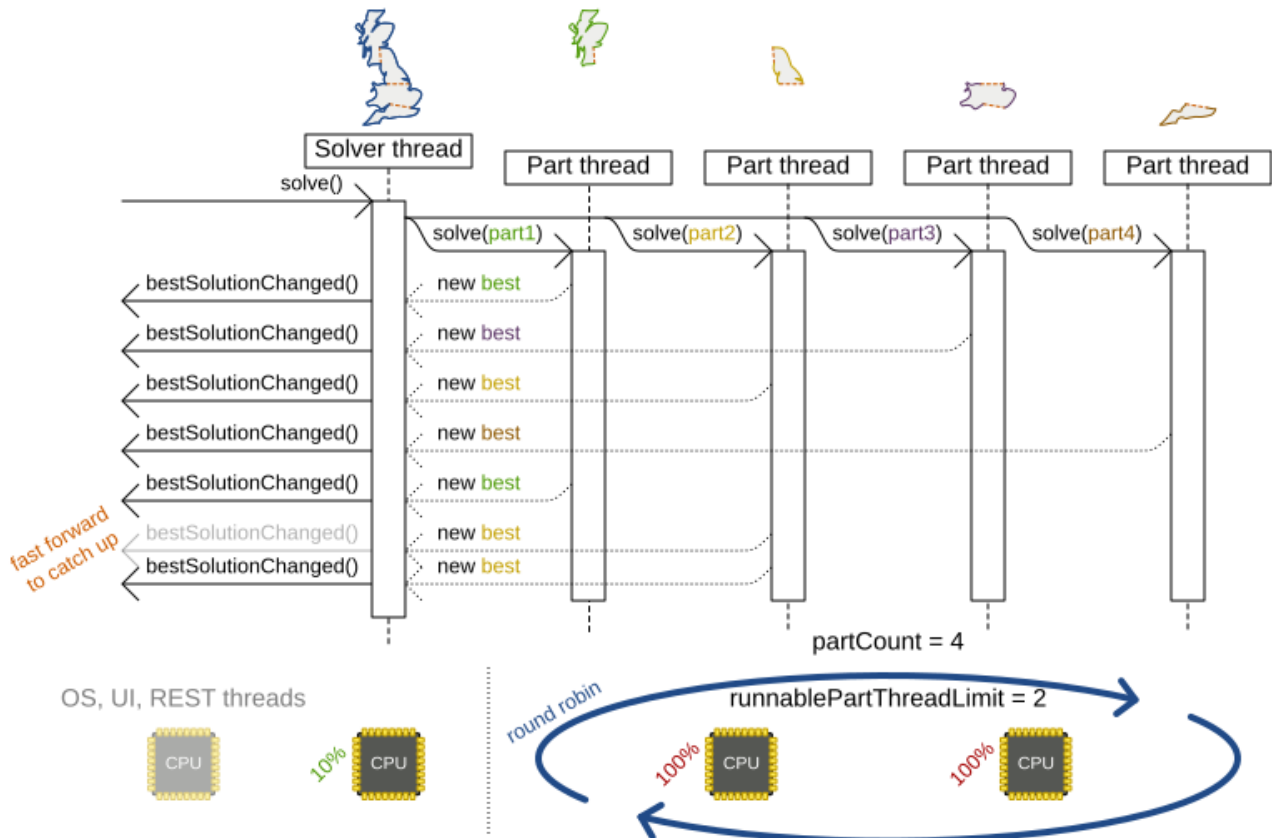 Solver thread
Part thread
Part thread
Part thread
Part thread
solve()
solve(part1)
solve(part2)
solve(part3)
solve(part4)
bestSolutionChanged()
new best
bestSolutionChanged()
new best
bestSolutionChanged()
new best
bestSolutionChanged()
new best
bestSolutionChanged()
new best
bestSolutionChanged()
new best
fast forward
to catch up
bestSolutionChanged()
new best
partCount = 4
OS, UI, REST threads
round robin
runnablePartThreadLimit = 2
CPU
10%
CPU
100%
CPU
100%
CPU